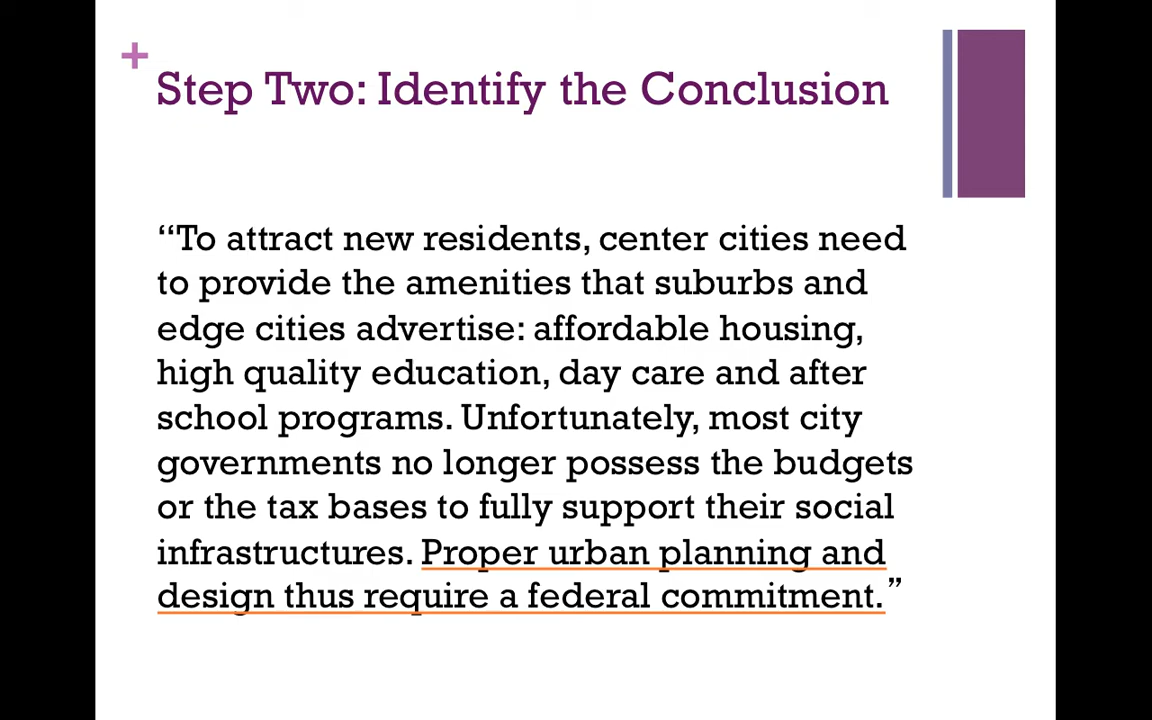 +
Step Two: Identify the Conclusion
“To attract new residents, center cities need
to provide the amenities that suburbs and
edge cities advertise: affordable housing,
high quality education, day care and after
school programs. Unfortunately, most city
governments no longer possess the budgets
or the tax bases to fully support their social
infrastructures. Proper urban planning and
design thus require a federal commitment.”